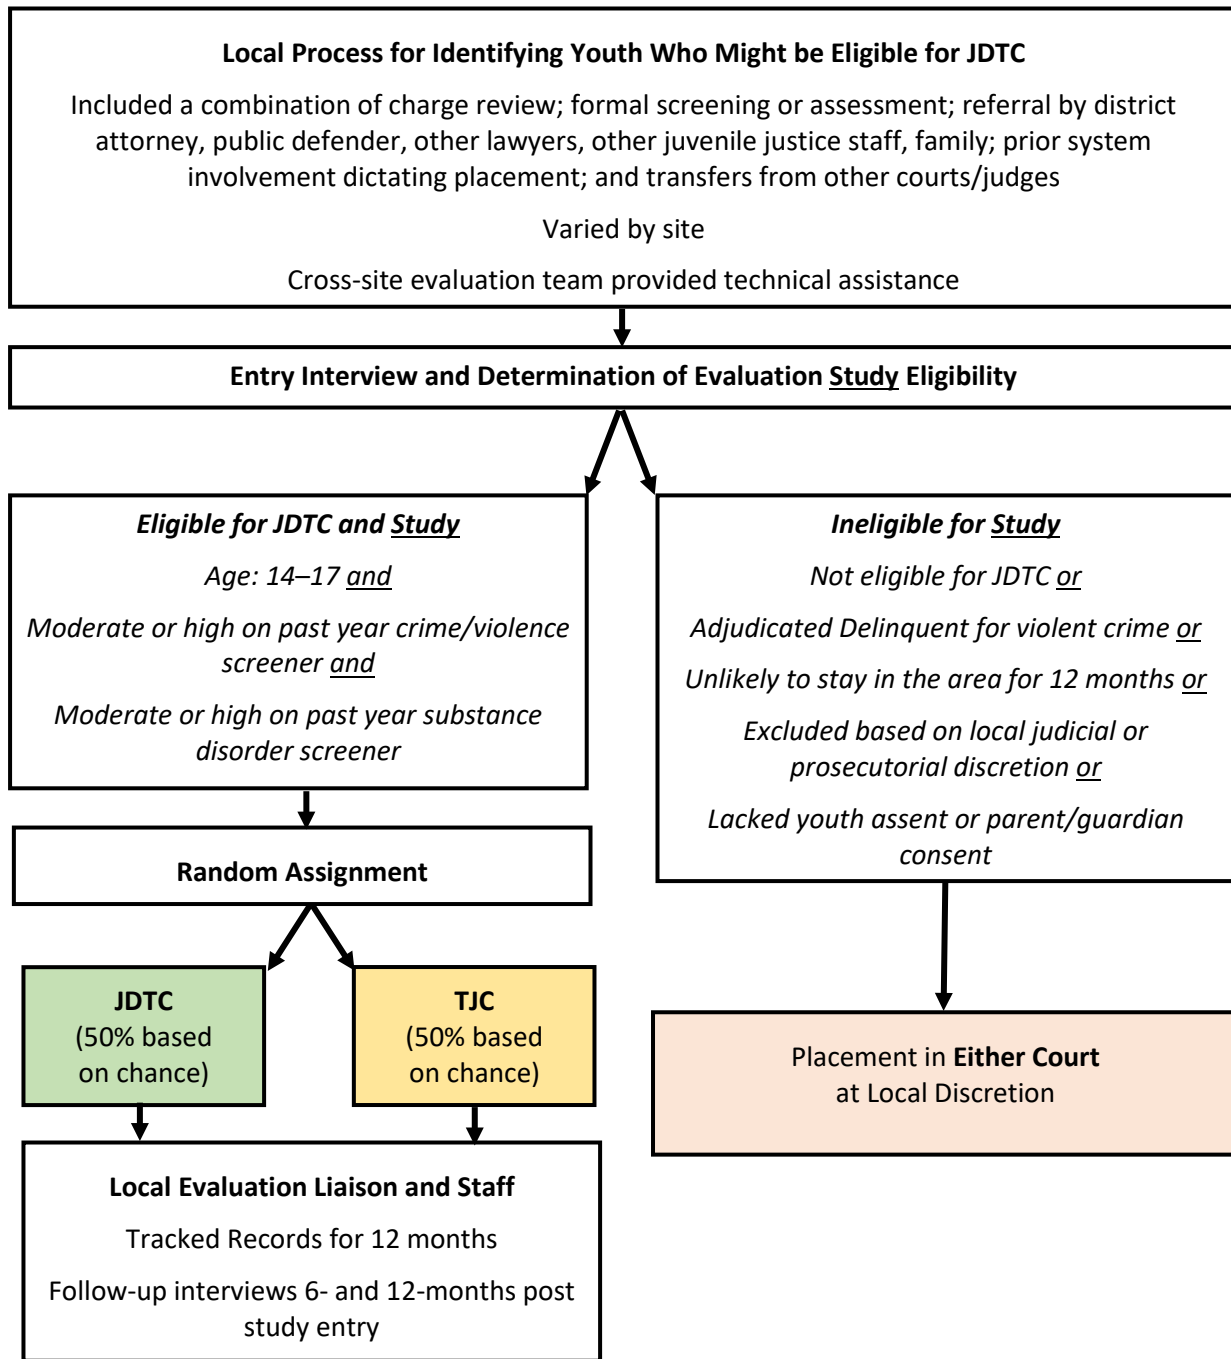 Local Process for Identifying Youth Who Might be Eligible for JDTC
Included a combination of charge review; formal screening or assessment; referral by district
attorney, public defender, other lawyers, other juvenile justice staff, family; prior system
involvement dictating placement; and transfers from other courts/judges
Varied by site
Cross-site evaluation team provided technical assistance
Entry Interview and Determination of Evaluation Study Eligibility
Eligible for JDTC and Study
Age: 14–17 and
Moderate or high on past year crime/violence
screener and
Moderate or high on past year substance
disorder screener
Ineligible for Study
Not eligible for JDTC or
Adjudicated Delinquent for violent crime or
Unlikely to stay in the area for 12 months or
Excluded based on local judicial or
prosecutorial discretion or
Lacked youth assent or parent/guardian
consent
Random Assignment
JDTC
(50% based
on chance)
TJC
(50% based
on chance)
Placement in Either Court
at Local Discretion
Local Evaluation Liaison and Staff
Tracked Records for 12 months
Follow-up interviews 6- and 12-months post
study entry